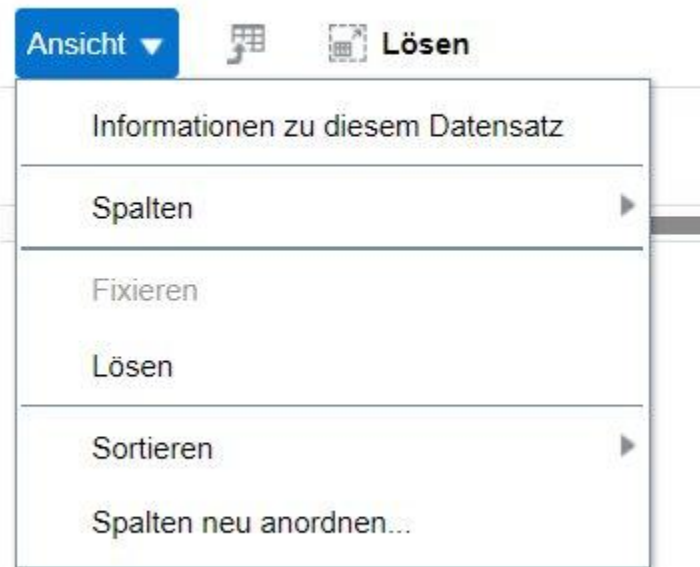 Ansicht
Lösen
Informationen zu diesem Datensatz
Spalten
Fixieren
Lösen
Sortieren
Spalten neu anordnen...